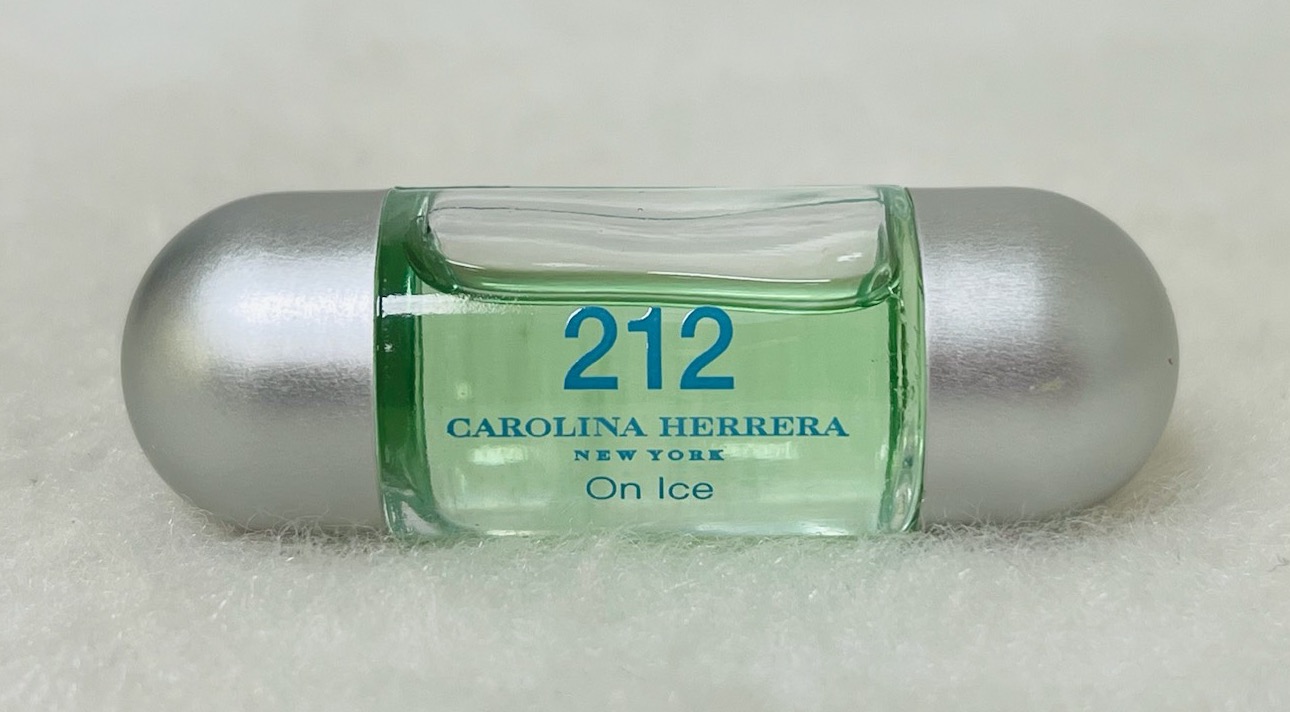 212
CAROLINA HERRERA
NEW YORK
On Ice